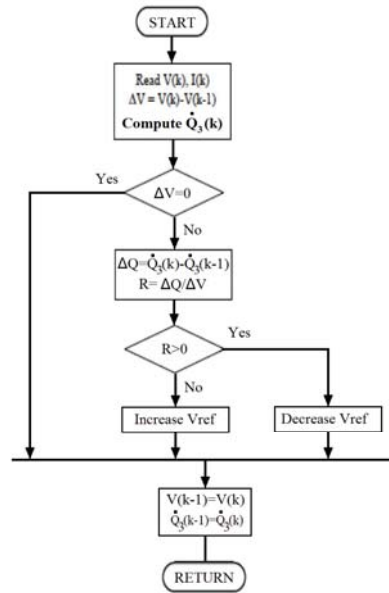 START
Read V(k), I(k)
ΔV = V(k)-V(k-1)
Compute Q̇₃(k)
Yes
ΔV=0
No
ΔQ=Q̇₃(k)-Q̇₃(k-1)
R= ΔQ/ΔV
Yes
R>0
No
Increase Vref
Decrease Vref
V(k-1)=V(k)
Q̇₃(k-1)=Q̇₃(k)
RETURN